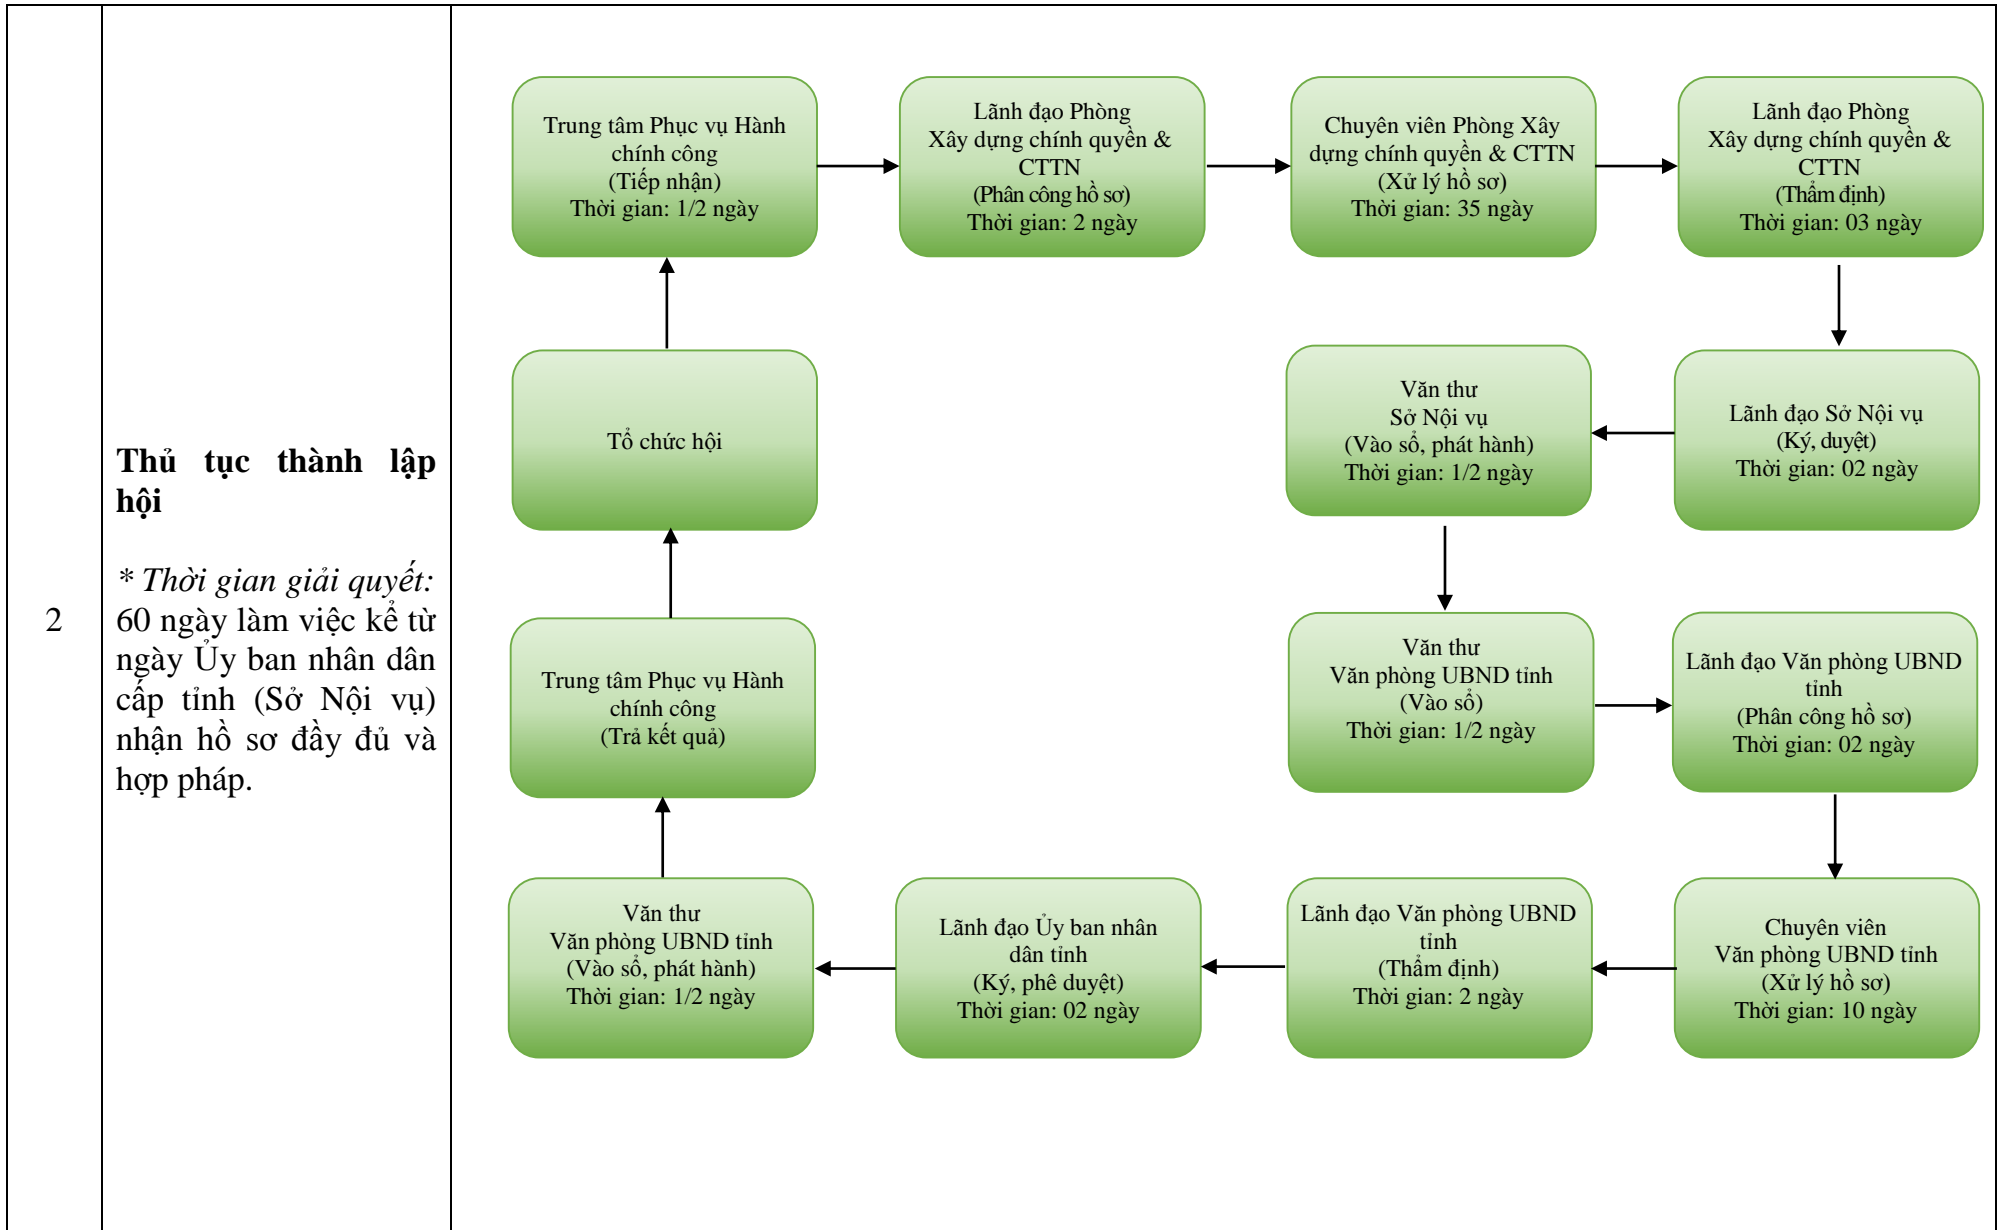 2
Thủ tục thành lập
hội
* Thời gian giải quyết:
60 ngày làm việc kể từ
ngày Ủy ban nhân dân
cấp tỉnh (Sở Nội vụ)
nhận hồ sơ đầy đủ và
hợp pháp.
Trung tâm Phục vụ Hành
chính công
(Tiếp nhận)
Thời gian: 1/2 ngày
Lãnh đạo Phòng
Xây dựng chính quyền &
CTTN
(Phân công hồ sơ)
Thời gian: 2 ngày
Chuyên viên Phòng Xây
dựng chính quyền & CTTN
(Xử lý hồ sơ)
Thời gian: 35 ngày
Lãnh đạo Phòng
Xây dựng chính quyền &
CTTN
(Thẩm định)
Thời gian: 03 ngày
Tổ chức hội
Văn thư
Sở Nội vụ
(Vào sổ, phát hành)
Thời gian: 1/2 ngày
Lãnh đạo Sở Nội vụ
(Ký, duyệt)
Thời gian: 02 ngày
Trung tâm Phục vụ Hành
chính công
(Trả kết quả)
Văn thư
Văn phòng UBND tỉnh
(Vào sổ)
Thời gian: 1/2 ngày
Lãnh đạo Văn phòng UBND
tỉnh
(Phân công hồ sơ)
Thời gian: 02 ngày
Văn thư
Văn phòng UBND tỉnh
(Vào sổ, phát hành)
Thời gian: 1/2 ngày
Lãnh đạo Ủy ban nhân
dân tỉnh
(Ký, phê duyệt)
Thời gian: 02 ngày
Lãnh đạo Văn phòng UBND
tỉnh
(Thẩm định)
Thời gian: 2 ngày
Chuyên viên
Văn phòng UBND tỉnh
(Xử lý hồ sơ)
Thời gian: 10 ngày